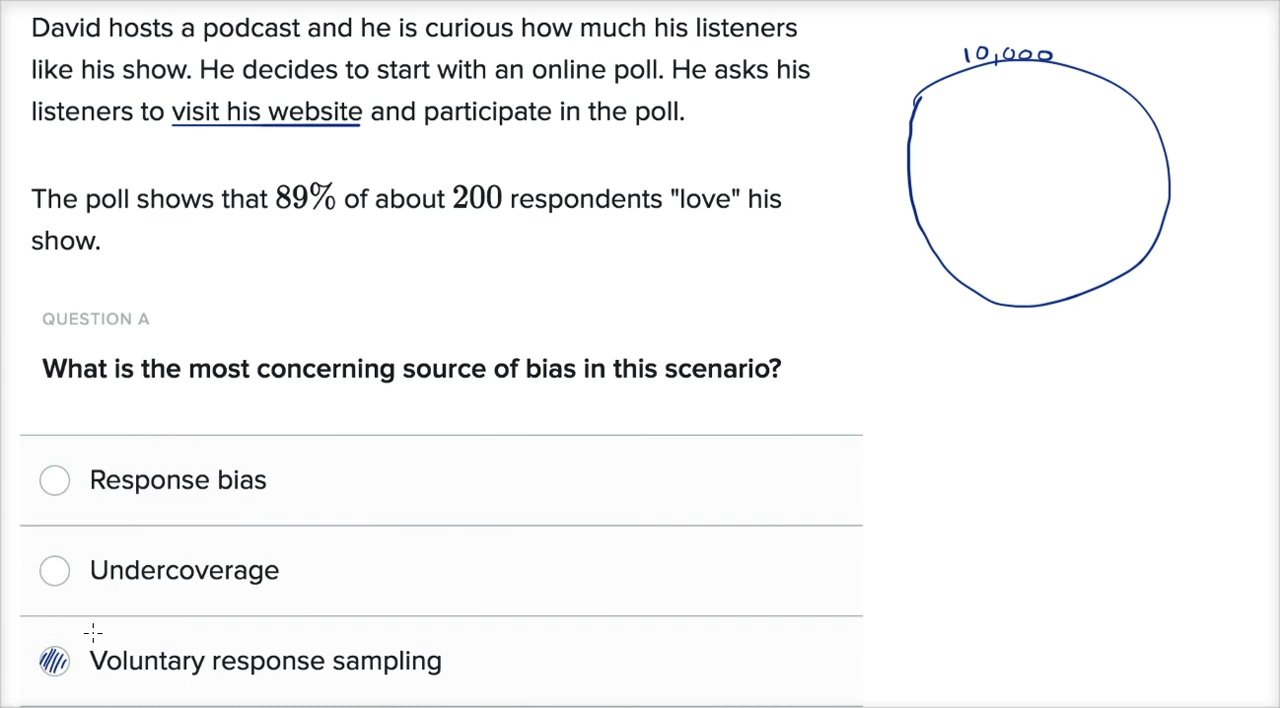 David hosts a podcast and he is curious how much his listeners
like his show. He decides to start with an online poll. He asks his
listeners to visit his website and participate in the poll.
The poll shows that 89% of about 200 respondents "love" his
show.
10,000
QUESTION A
What is the most concerning source of bias in this scenario?
Response bias
Undercoverage
Voluntary response sampling